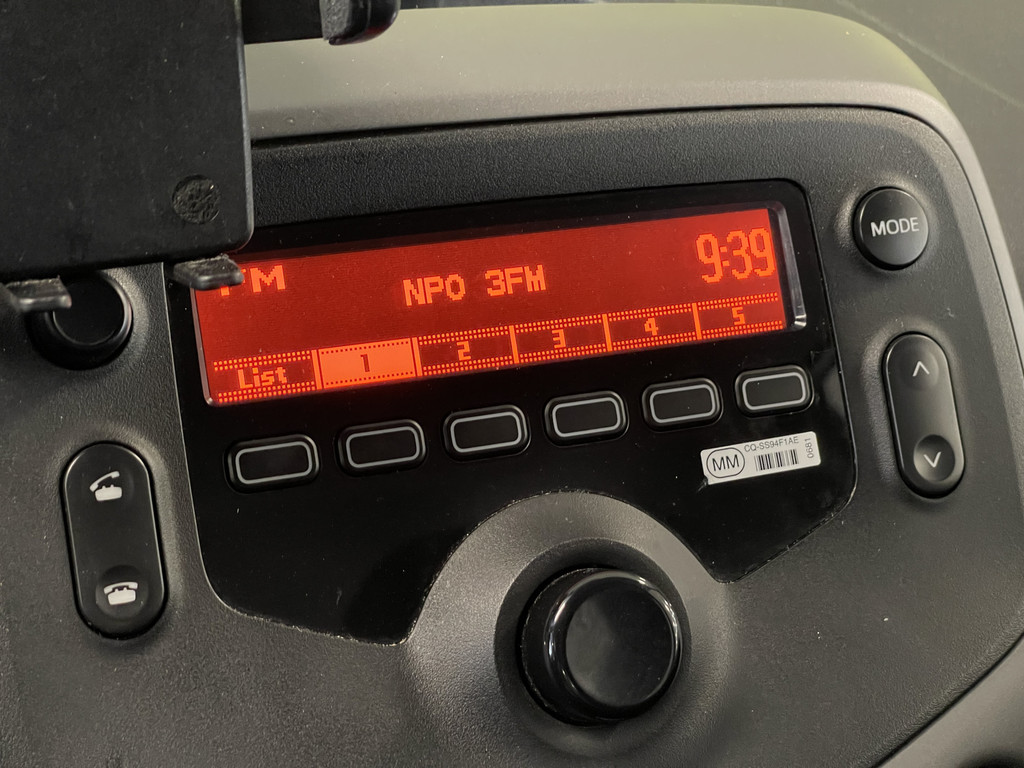 FM
NPO 3FM
9:39
List 1 2 3 4 5
MODE
MM
CQ-SS94F1AE
0681